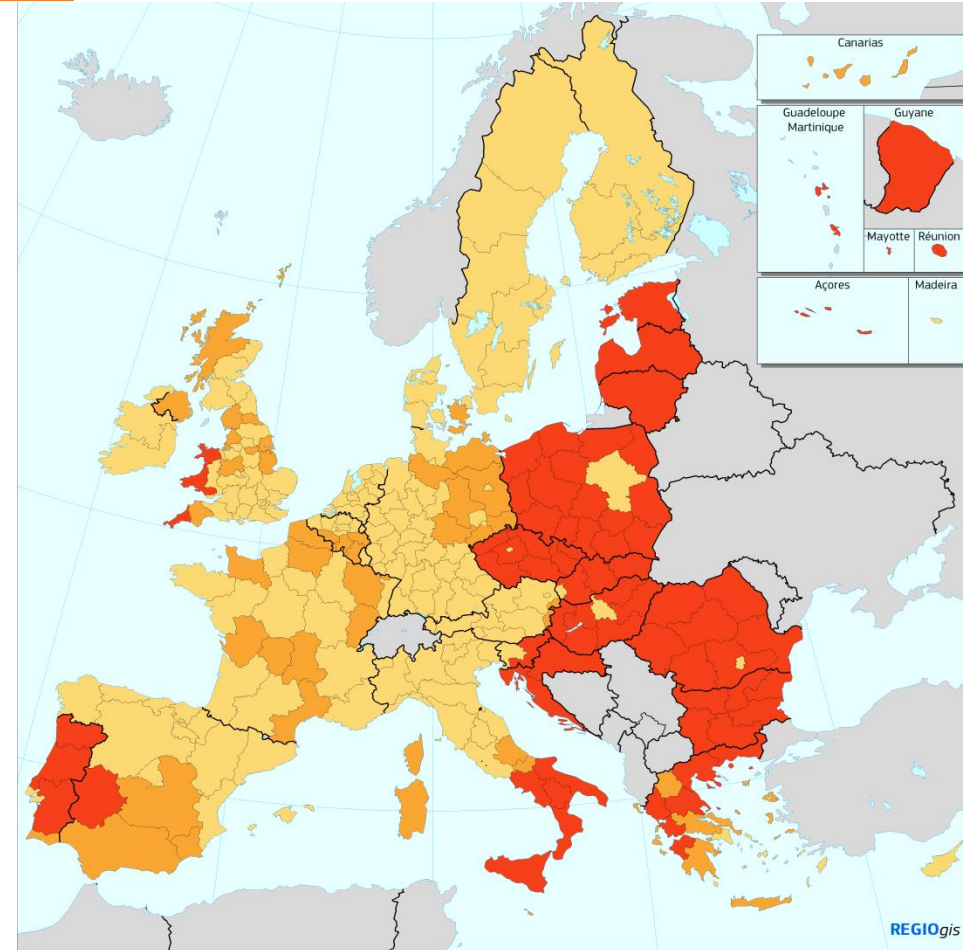 Canarias
Guadeloupe
Martinique
Guyane
Mayotte
Réunion
Açores
Madeira
REGIOgis